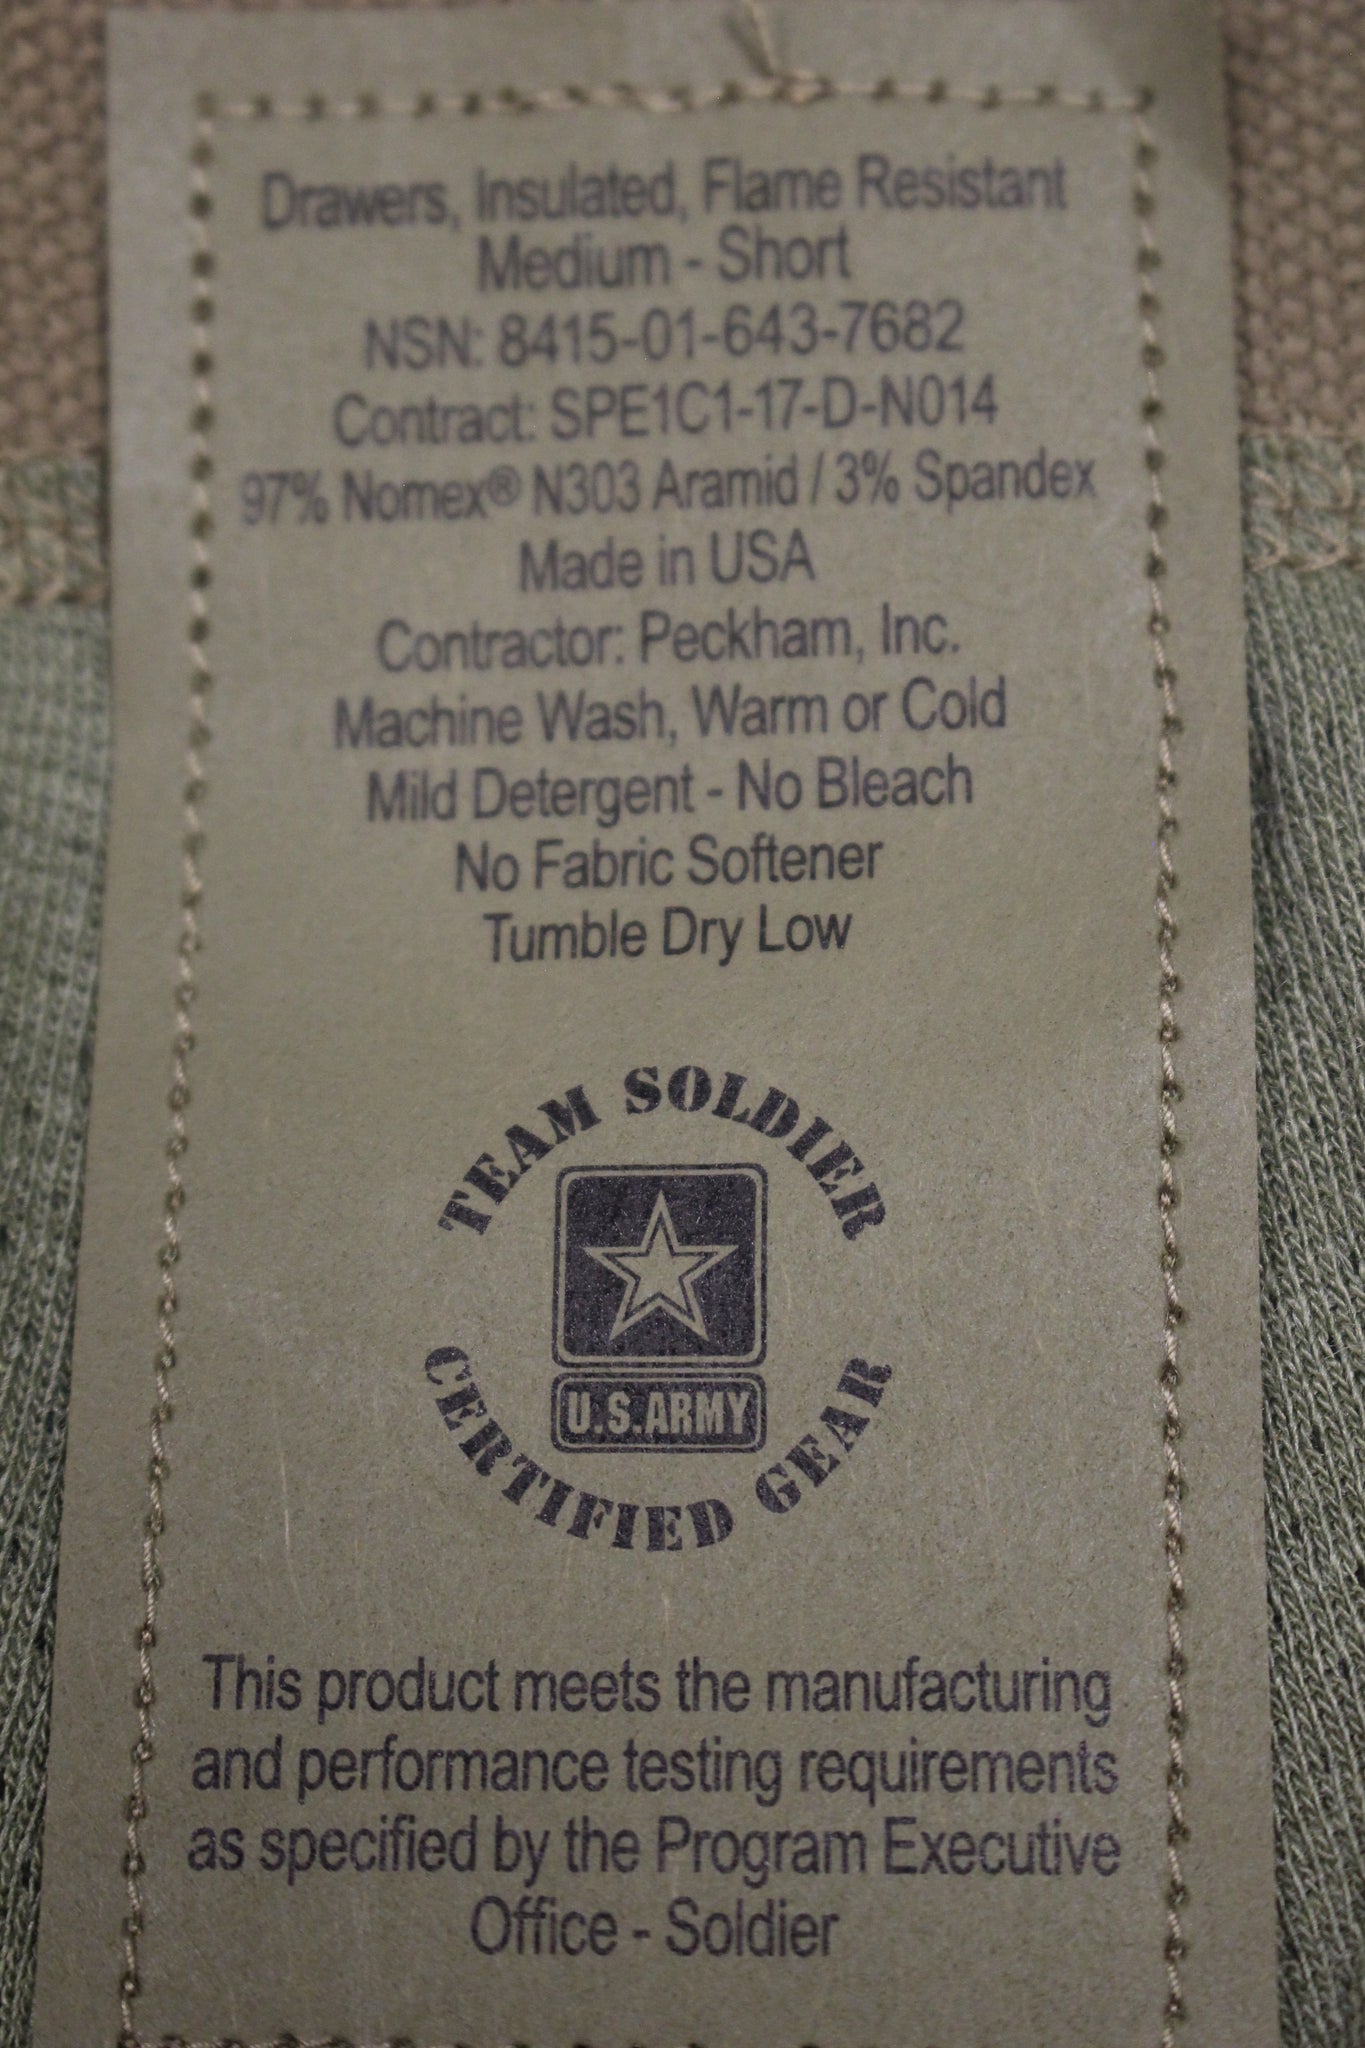 Drawers, Insulated, Flame Resistant
Medium - Short
NSN: 8415-01-643-7682
Contract: SPE1C1-17-D-N014
97% Nomex® N303 Aramid / 3% Spandex
Made in USA
Contractor: Peckham, Inc.
Machine Wash, Warm or Cold
Mild Detergent - No Bleach
No Fabric Softener
Tumble Dry Low
TEAM SOLDIER
U.S.ARMY
CERTIFIED GEAR
This product meets the manufacturing
and performance testing requirements
as specified by the Program Executive
Office - Soldier